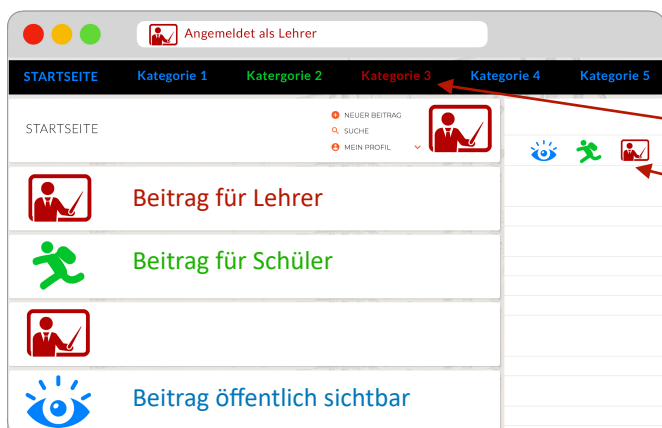 Angemeldet als Lehrer
STARTSEITE Kategorie 1 Katergorie 2 Kategorie 3 Kategorie 4 Kategorie 5
STARTSEITE
NEUER BEITRAG
SUCHE
MEIN PROFIL
Beitrag für Lehrer
Beitrag für Schüler
Beitrag öffentlich sichtbar